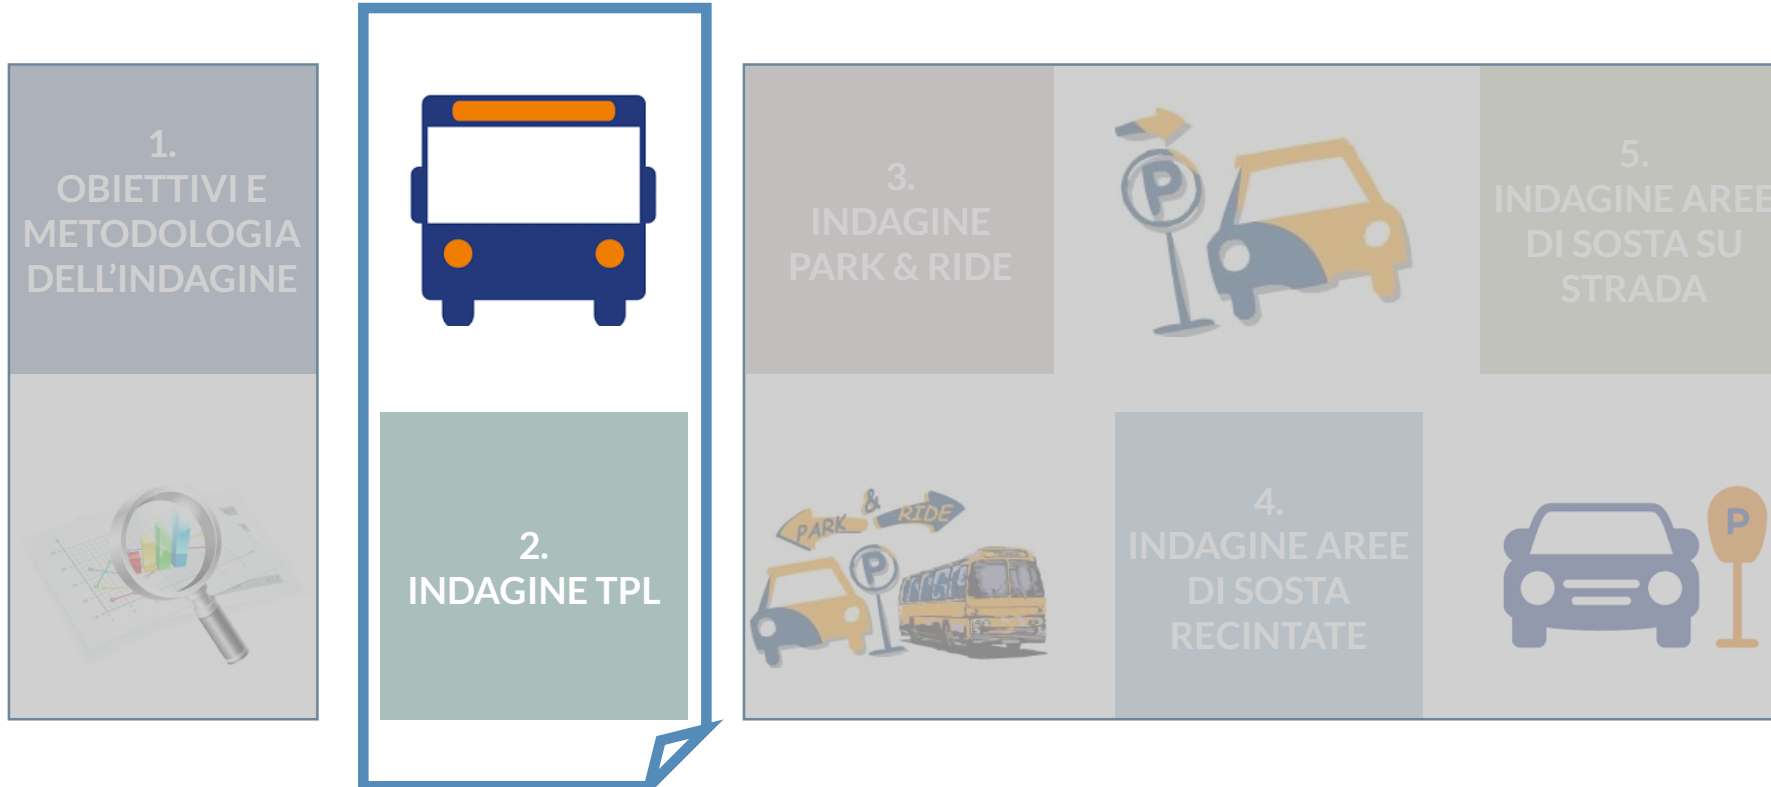 1.
OBIETTIVI E
METODOLOGIA
DELL'INDAGINE
2.
INDAGINE TPL
3.
INDAGINE
PARK & RIDE
PARK
&
RIDE
P
P
4.
INDAGINE AREE
DI SOSTA
RECINTATE
5.
INDAGINE AREE
DI SOSTA SU
STRADA
P